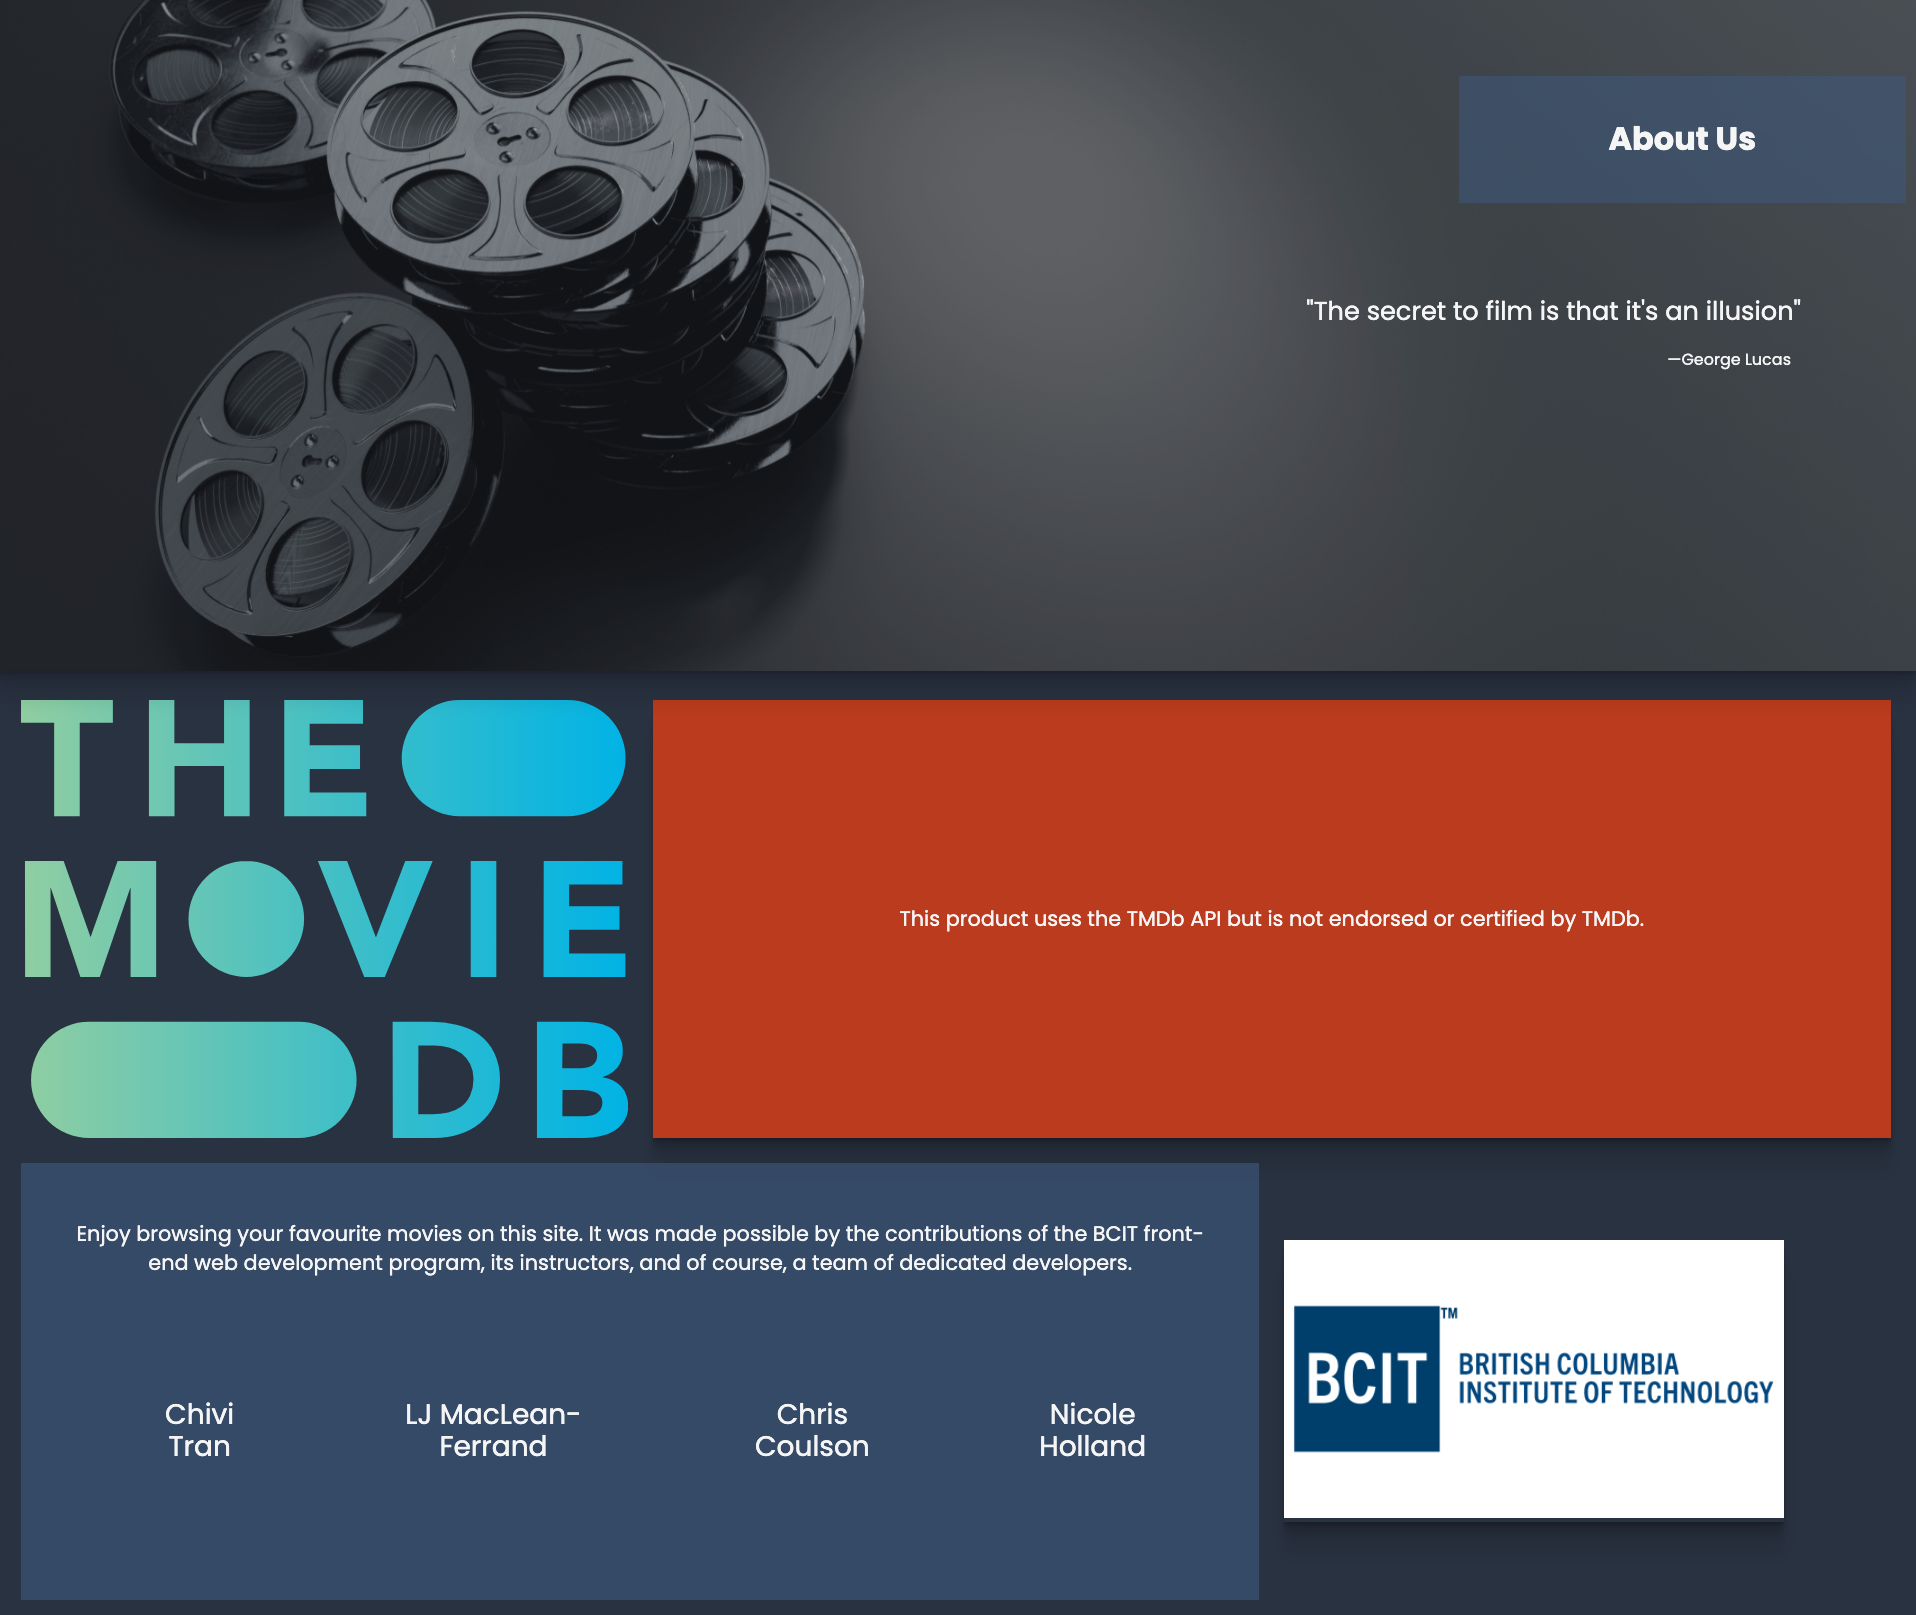 About Us
"The secret to film is that it's an illusion"
—George Lucas
THE
MOVIE
DB
This product uses the TMDb API but is not endorsed or certified by TMDb.
Enjoy browsing your favourite movies on this site. It was made possible by the contributions of the BCIT front-
end web development program, its instructors, and of course, a team of dedicated developers.
Chivi
Tran
LJ MacLean-
Ferrand
Chris
Coulson
Nicole
Holland
BCIT™
BRITISH COLUMBIA
INSTITUTE OF TECHNOLOGY